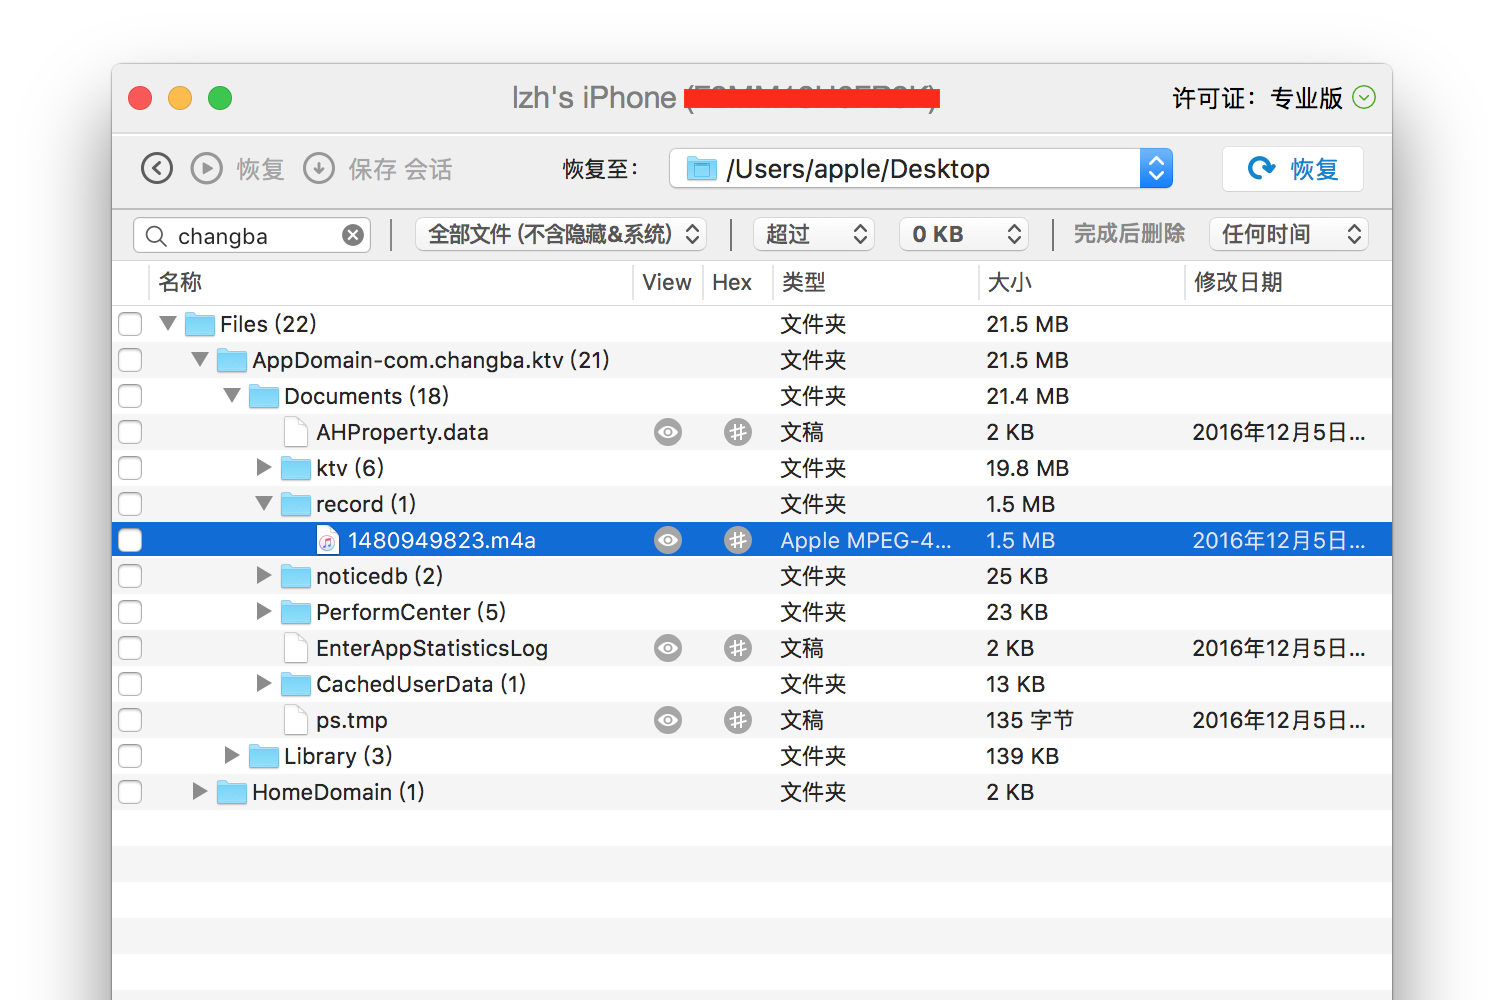 lzh's iPhone
许可证：专业版
恢复 保存 会话 恢复至： /Users/apple/Desktop 恢复
changba 全部文件 (不含隐藏&系统) 超过 0 KB 完成后删除 任何时间
名称 View Hex 类型 大小 修改日期
Files (22) 文件夹 21.5 MB
AppDomain-com.changba.ktv (21) 文件夹 21.5 MB
Documents (18) 文件夹 21.4 MB
AHProperty.data 文稿 2 KB 2016年12月5日...
ktv (6) 文件夹 19.8 MB
record (1) 文件夹 1.5 MB
1480949823.m4a Apple MPEG-4... 1.5 MB 2016年12月5日...
noticedb (2) 文件夹 25 KB
PerformCenter (5) 文件夹 23 KB
EnterAppStatisticsLog 文稿 2 KB 2016年12月5日...
CachedUserData (1) 文件夹 13 KB
ps.tmp 文稿 135 字节 2016年12月5日...
Library (3) 文件夹 139 KB
HomeDomain (1) 文件夹 2 KB